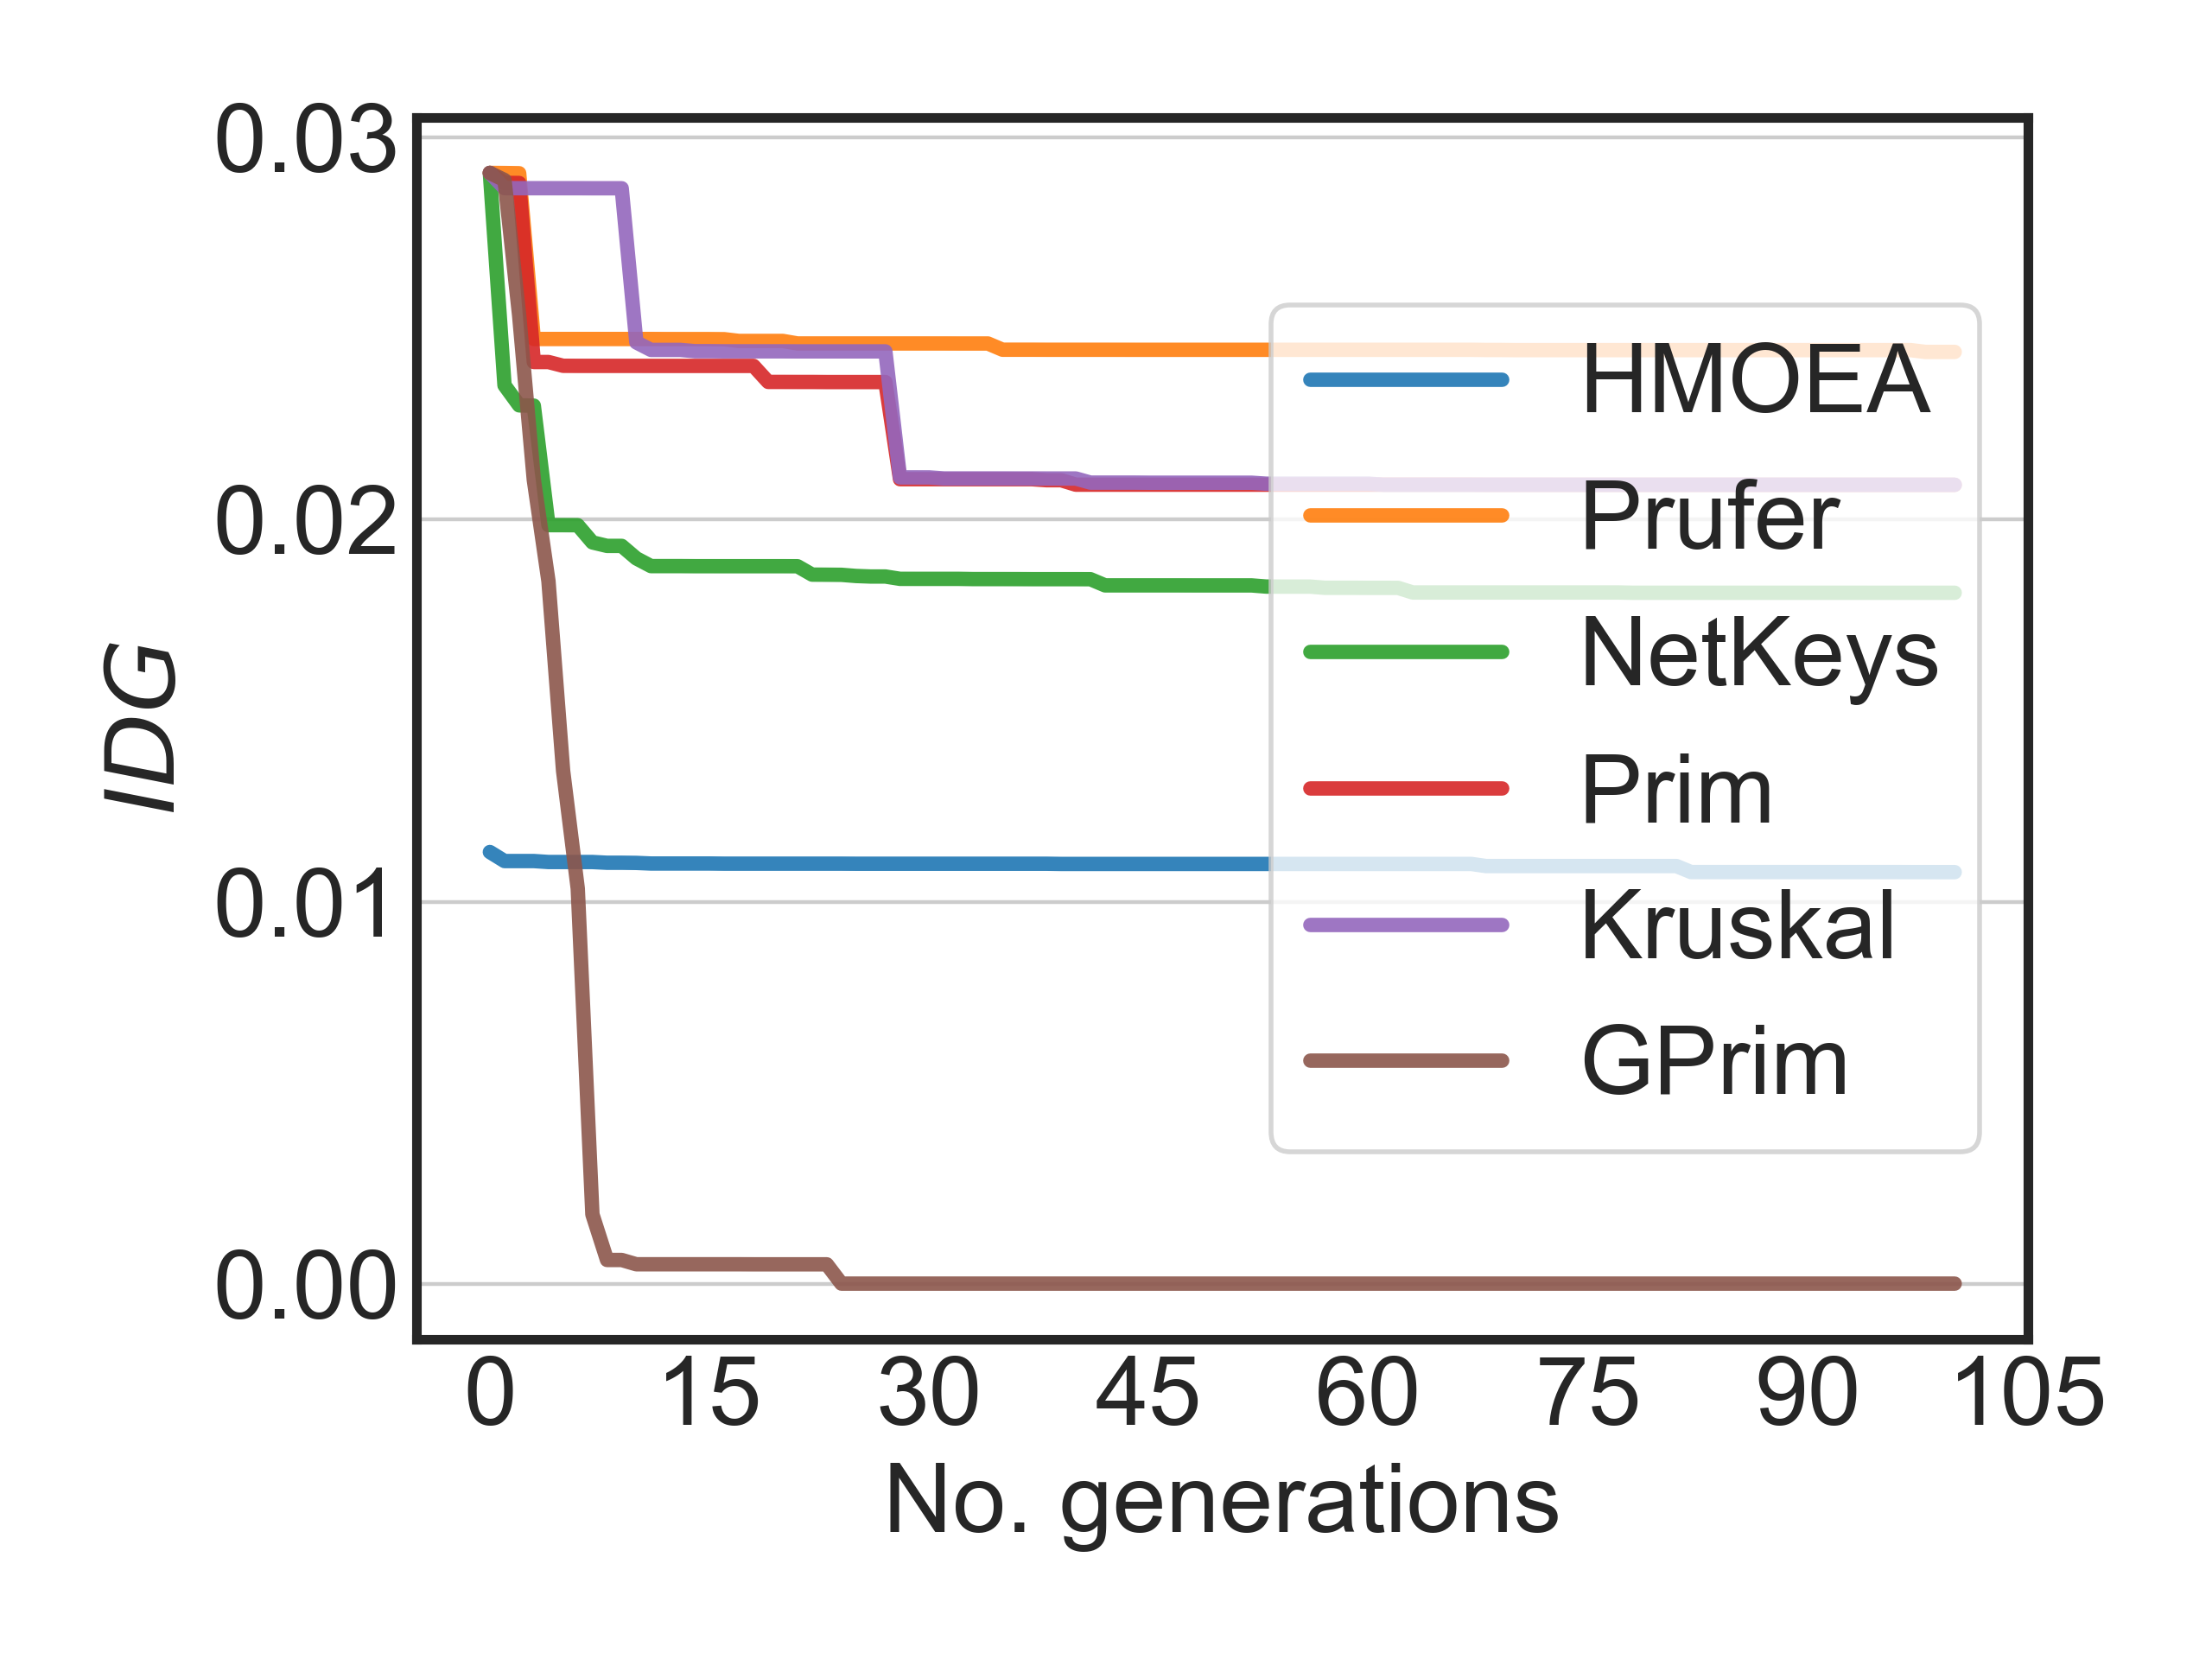 0.03
0.02
0.01
0.00
IDG
0 15 30 45 60 75 90 105
No. generations
HMOEA
Prufer
NetKeys
Prim
Kruskal
GPrim